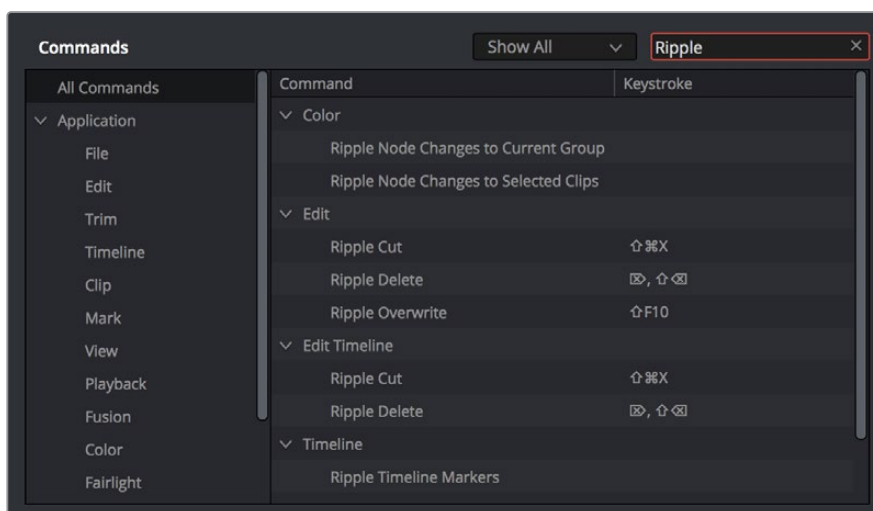 Commands
Show All
Ripple
All Commands
Application
File
Edit
Trim
Timeline
Clip
Mark
View
Playback
Fusion
Color
Fairlight
Command Keystroke
Color
Ripple Node Changes to Current Group
Ripple Node Changes to Selected Clips
Edit
Ripple Cut ⇧⌘X
Ripple Delete ⌦, ⇧⌫
Ripple Overwrite ⇧F10
Edit Timeline
Ripple Cut ⇧⌘X
Ripple Delete ⌦, ⇧⌫
Timeline
Ripple Timeline Markers